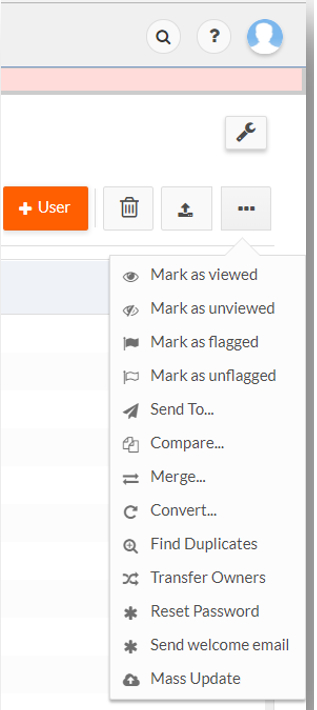 ?
+ User
Mark as viewed
Mark as unviewed
Mark as flagged
Mark as unflagged
Send To...
Compare...
Merge...
Convert...
Find Duplicates
Transfer Owners
Reset Password
Send welcome email
Mass Update